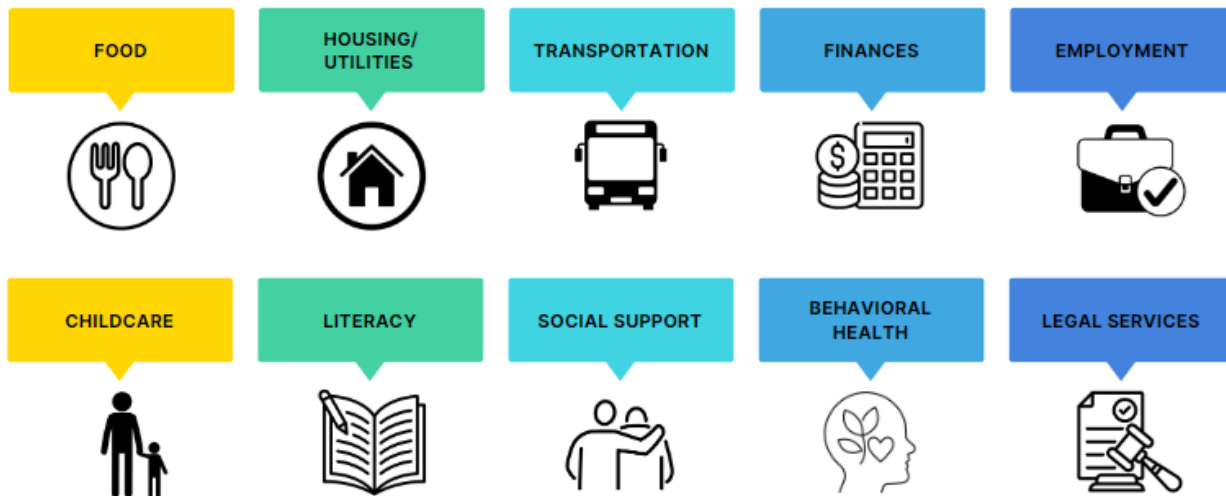 FOOD
HOUSING/
UTILITIES
TRANSPORTATION
FINANCES
EMPLOYMENT
$
CHILDCARE
LITERACY
SOCIAL SUPPORT
BEHAVIORAL
HEALTH
LEGAL SERVICES